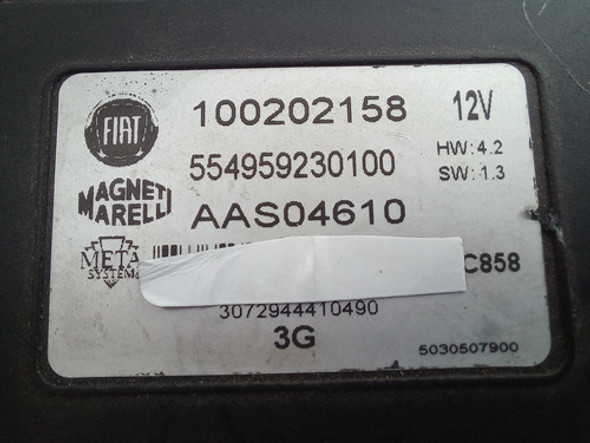 FIAT
100202158 12V
554959230100 HW:4.2
SW:1.3
MAGNETI
MARELLI
AAS04610
META
SYSTEM
C858
3072944410490
3G
5030507900